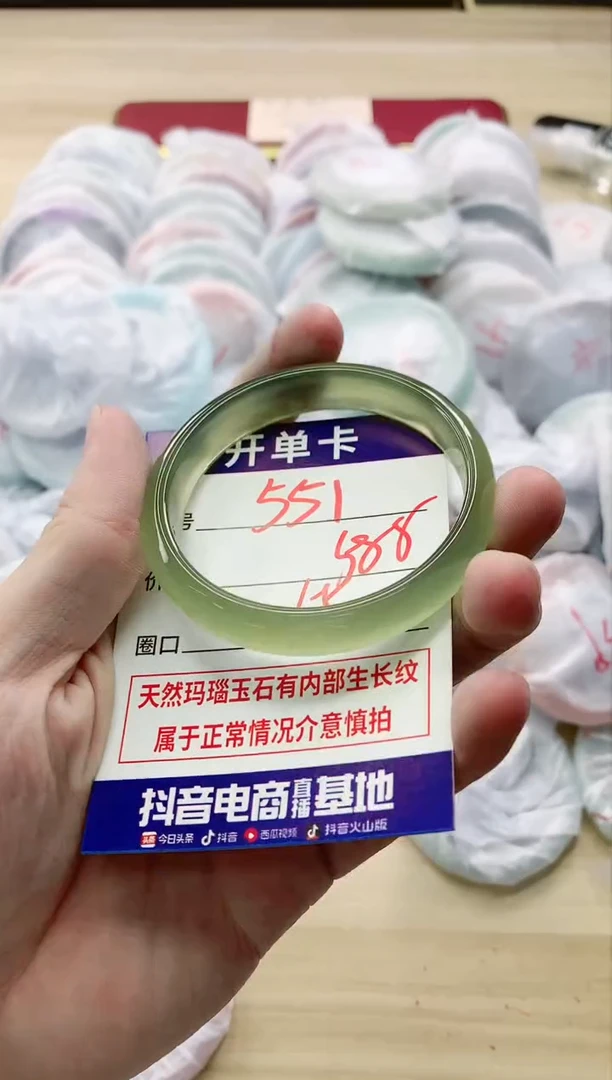 开单卡
号 551
588
圈口
天然玛瑙玉石有内部生长纹
属于正常情况介意慎拍
抖音电商直播基地
头条 今日头条 抖音 西瓜视频 抖音火山版